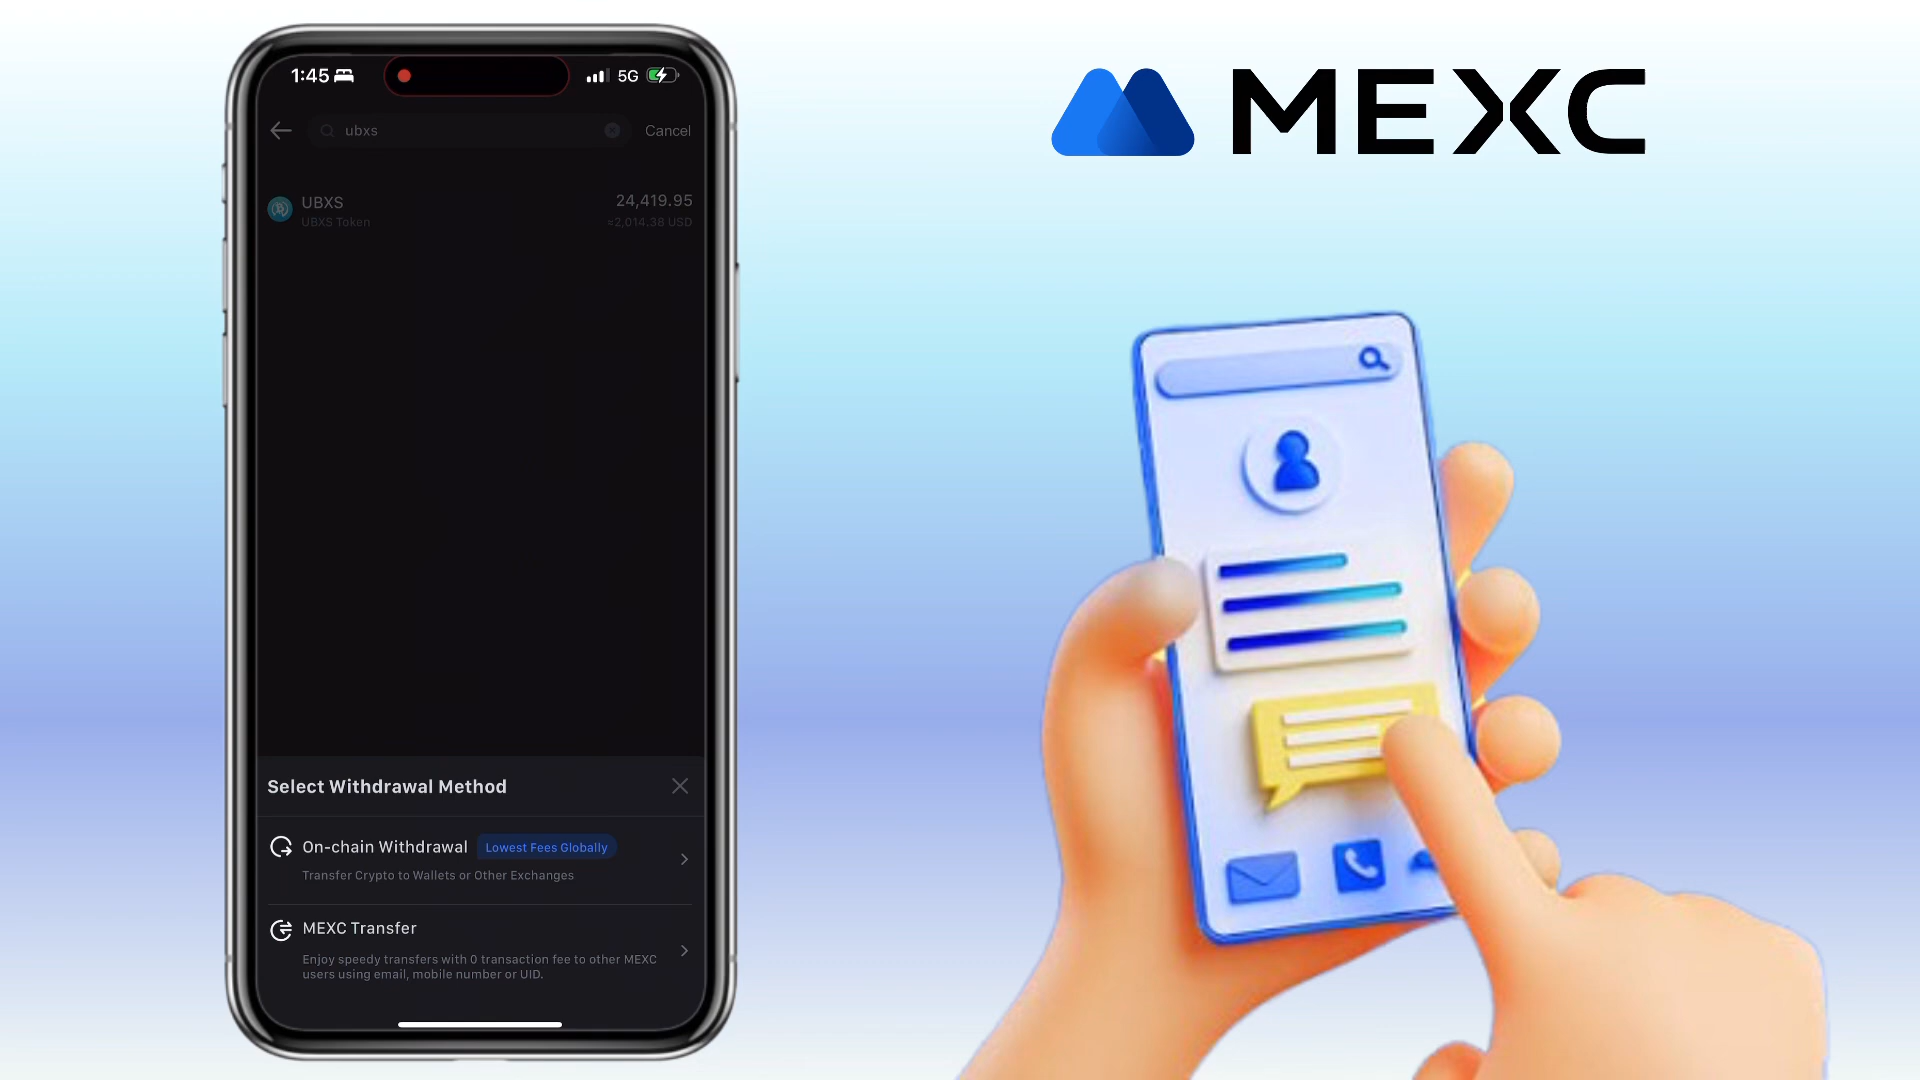 1:45
5G
ubxs
Cancel
UBXS
24,419.95
UBXS Token
≈2,014.38 USD
Select Withdrawal Method
On-chain Withdrawal
Lowest Fees Globally
Transfer Crypto to Wallets or Other Exchanges
MEXC Transfer
Enjoy speedy transfers with 0 transaction fee to other MEXC
users using email, mobile number or UID.
MEXC